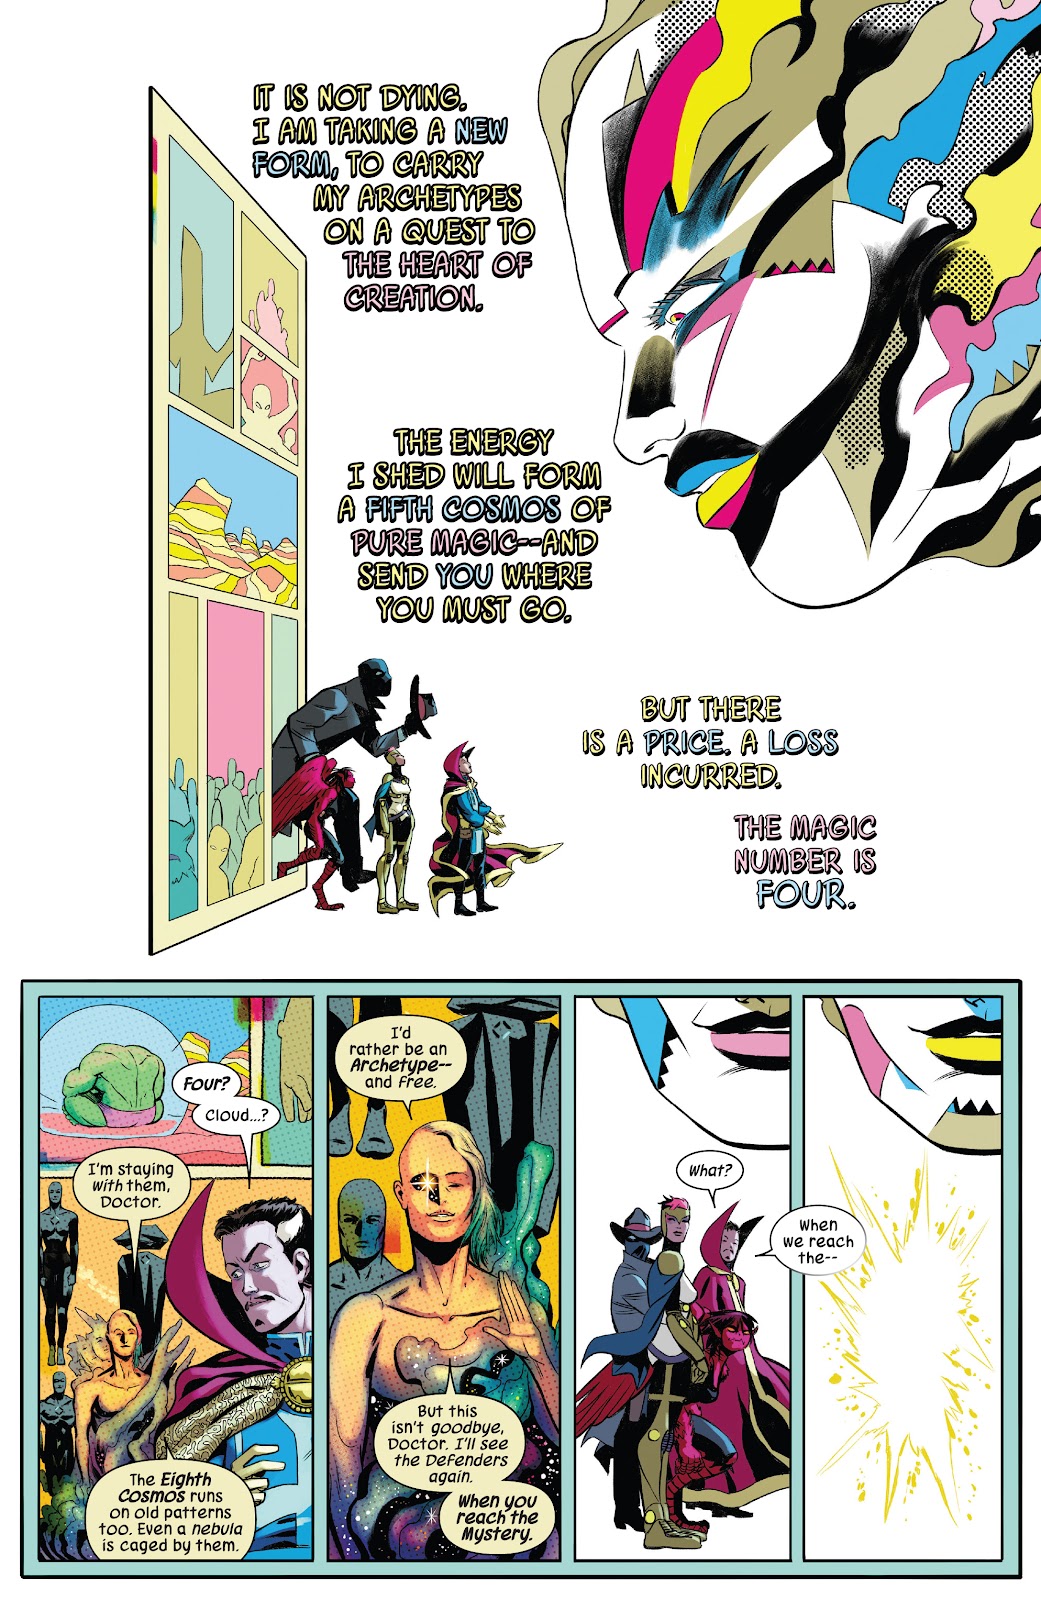 IT IS NOT DYING.
I AM TAKING A NEW
FORM, TO CARRY
MY ARCHETYPES
ON A QUEST TO
THE HEART OF
CREATION.
THE ENERGY
I SHED WILL FORM
A FIFTH COSMOS OF
PURE MAGIC--AND
SEND YOU WHERE
YOU MUST GO.
BUT THERE
IS A PRICE. A LOSS
INCURRED.
THE MAGIC
NUMBER IS
FOUR.
Four?
Cloud...?
I'm staying
with them,
Doctor.
The Eighth
Cosmos runs
on old patterns
too. Even a nebula
is caged by them.
I'd
rather be an
Archetype--
and free.
But this
isn't goodbye,
Doctor. I'll see
the Defenders
again.
When you
reach the
Mystery.
What?
When
we reach
the--